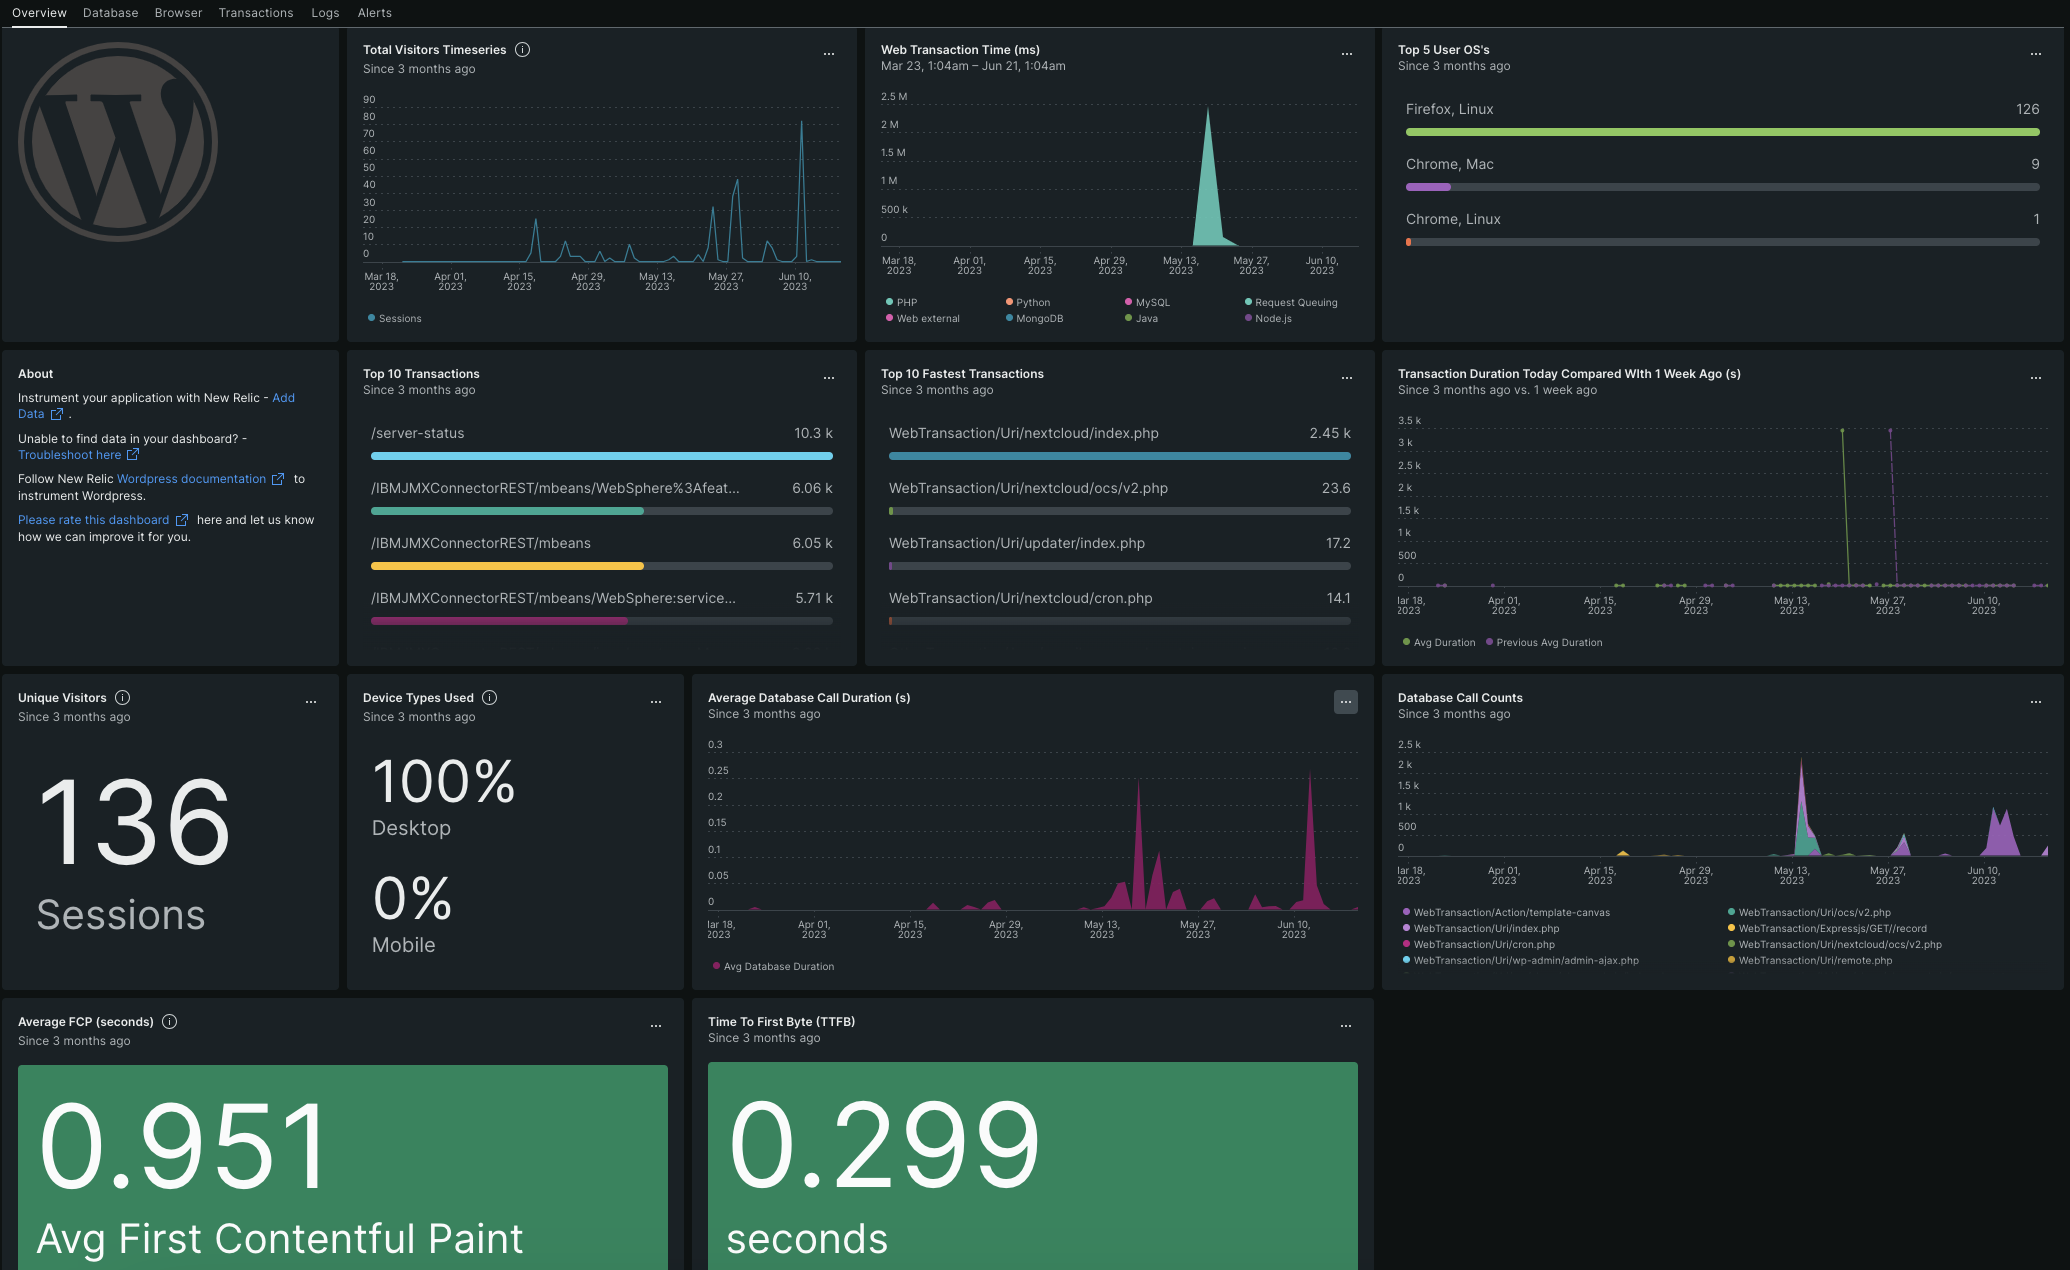 Overview Database Browser Transactions Logs Alerts
Total Visitors Timeseries
Since 3 months ago
90
80
70
60
50
40
30
20
10
0
Mar 18, 2023
Apr 01, 2023
Apr 15, 2023
Apr 29, 2023
May 13, 2023
May 27, 2023
Jun 10, 2023
Sessions
Web Transaction Time (ms)
Mar 23, 1:04am – Jun 21, 1:04am
2.5 M
2 M
1.5 M
1 M
500 k
0
Mar 18, 2023
Apr 01, 2023
Apr 15, 2023
Apr 29, 2023
May 13, 2023
May 27, 2023
Jun 10, 2023
PHP
Python
MySQL
Request Queuing
Web external
MongoDB
Java
Node.js
Top 5 User OS's
Since 3 months ago
Firefox, Linux 126
Chrome, Mac 9
Chrome, Linux 1
About
Instrument your application with New Relic - Add
Data .
Unable to find data in your dashboard? -
Troubleshoot here
Follow New Relic Wordpress documentation to
instrument Wordpress.
Please rate this dashboard here and let us know
how we can improve it for you.
Top 10 Transactions
Since 3 months ago
/server-status 10.3 k
/IBMJMXConnectorREST/mbeans/WebSphere%3Afeat... 6.06 k
/IBMJMXConnectorREST/mbeans 6.05 k
/IBMJMXConnectorREST/mbeans/WebSphere:service... 5.71 k
Top 10 Fastest Transactions
Since 3 months ago
WebTransaction/Uri/nextcloud/index.php 2.45 k
WebTransaction/Uri/nextcloud/ocs/v2.php 23.6
WebTransaction/Uri/updater/index.php 17.2
WebTransaction/Uri/nextcloud/cron.php 14.1
Transaction Duration Today Compared WIth 1 Week Ago (s)
Since 3 months ago vs. 1 week ago
3.5 k
3 k
2.5 k
2 k
1.5 k
1 k
500
0
lar 18, 2023
Apr 01, 2023
Apr 15, 2023
Apr 29, 2023
May 13, 2023
May 27, 2023
Jun 10, 2023
Avg Duration
Previous Avg Duration
Unique Visitors
Since 3 months ago
136
Sessions
Device Types Used
Since 3 months ago
100%
Desktop
0%
Mobile
Average Database Call Duration (s)
Since 3 months ago
0.3
0.25
0.2
0.15
0.1
0.05
0
lar 18, 2023
Apr 01, 2023
Apr 15, 2023
Apr 29, 2023
May 13, 2023
May 27, 2023
Jun 10, 2023
Avg Database Duration
Database Call Counts
Since 3 months ago
2.5 k
2 k
1.5 k
1 k
500
0
lar 18, 2023
Apr 01, 2023
Apr 15, 2023
Apr 29, 2023
May 13, 2023
May 27, 2023
Jun 10, 2023
WebTransaction/Action/template-canvas
WebTransaction/Uri/ocs/v2.php
WebTransaction/Uri/index.php
WebTransaction/Expressjs/GET//record
WebTransaction/Uri/cron.php
WebTransaction/Uri/nextcloud/ocs/v2.php
WebTransaction/Uri/wp-admin/admin-ajax.php
WebTransaction/Uri/remote.php
Average FCP (seconds)
Since 3 months ago
0.951
Avg First Contentful Paint
Time To First Byte (TTFB)
Since 3 months ago
0.299
seconds